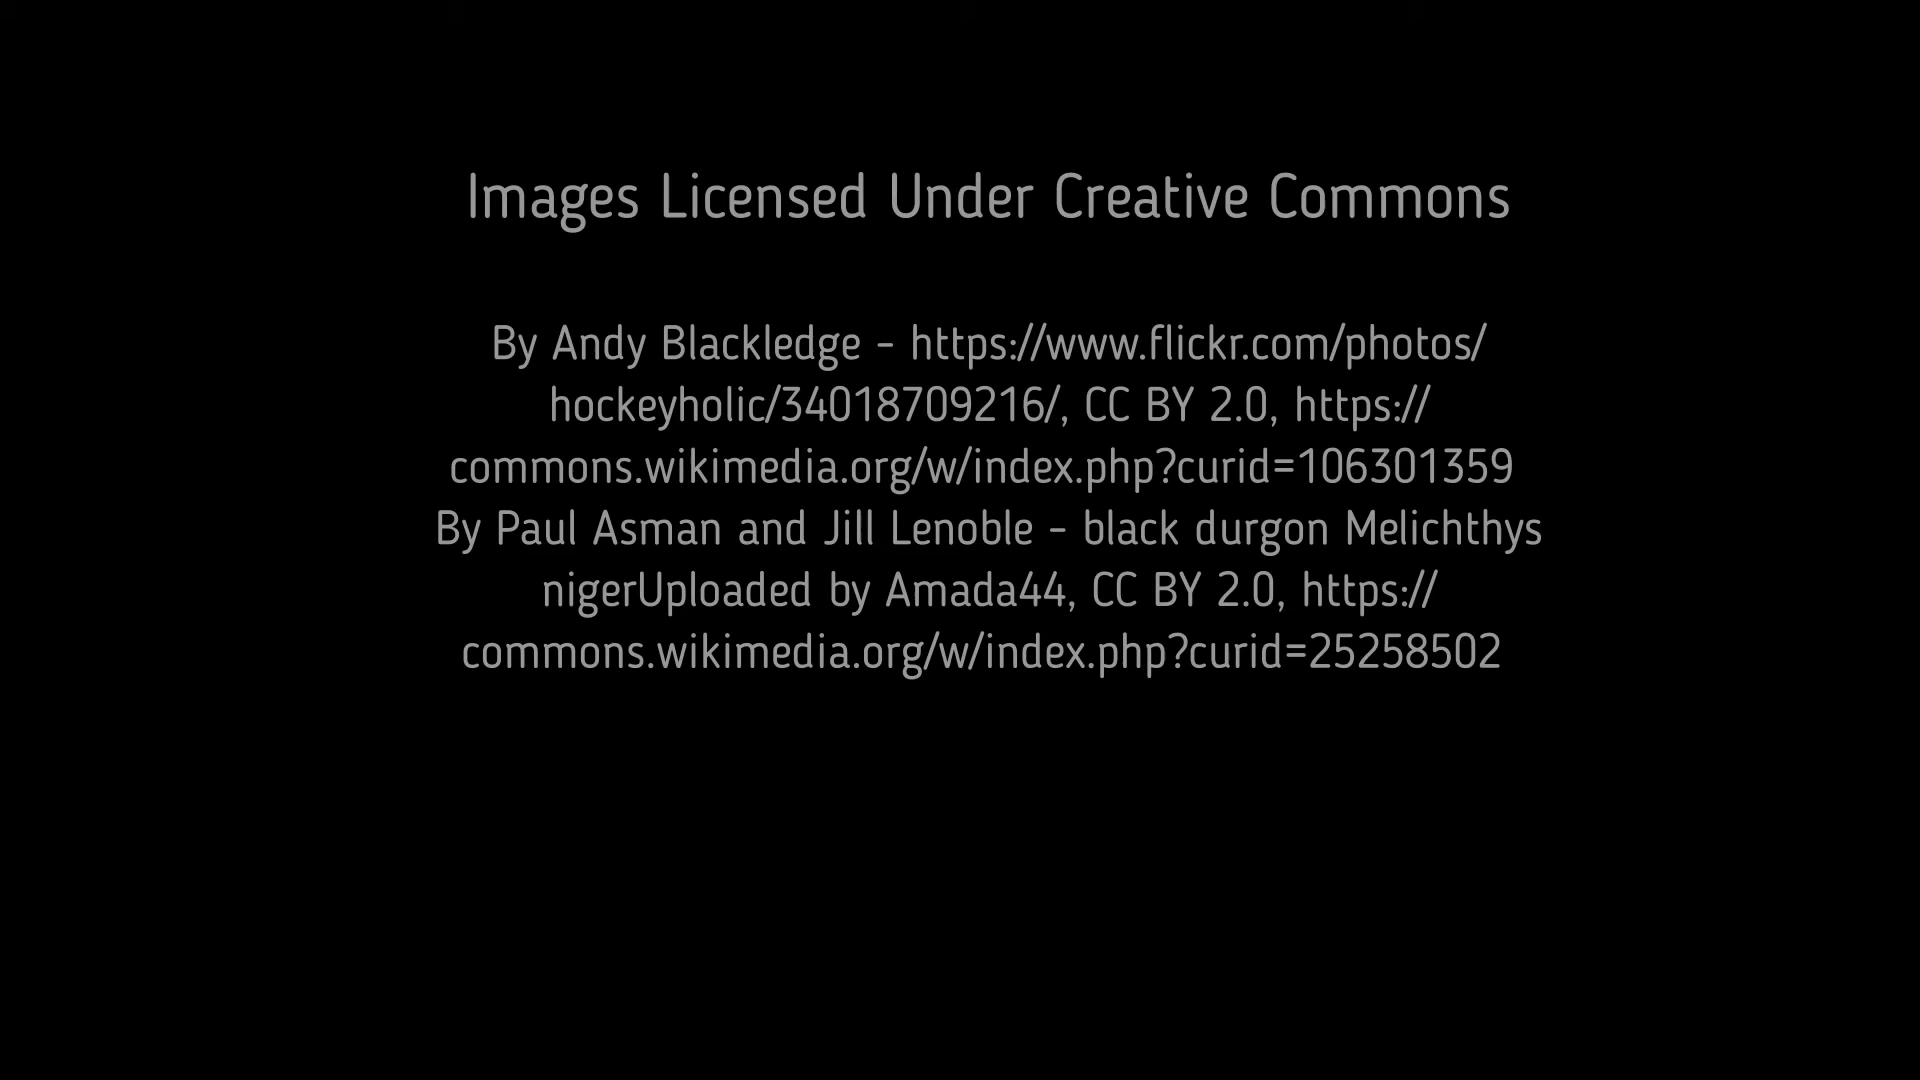 Images Licensed Under Creative Commons
By Andy Blackledge - https://www.flickr.com/photos/
hockeyholic/34018709216/, CC BY 2.0, https://
commons.wikimedia.org/w/index.php?curid=106301359
By Paul Asman and Jill Lenoble - black durgon Melichthys
nigerUploaded by Amada44, CC BY 2.0, https://
commons.wikimedia.org/w/index.php?curid=25258502